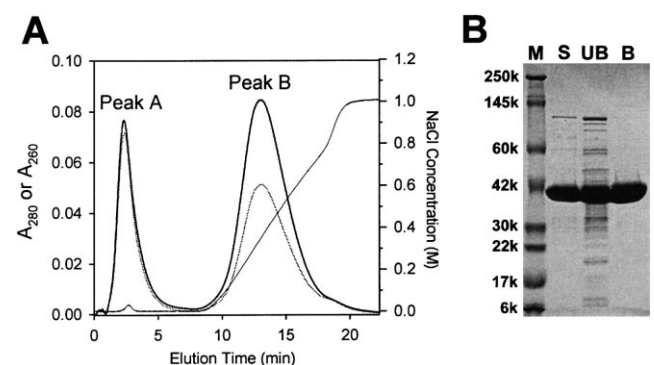 A
Peak A
Peak B
A280 or A260
0.10
0.08
0.06
0.04
0.02
0.00
0
5
10
15
20
Elution Time (min)
1.2
1.0
0.8
0.6
0.4
0.2
0.0
NaCl Concentration (M)
B
M S UB B
250k
145k
60k
42k
30k
22k
17k
6k